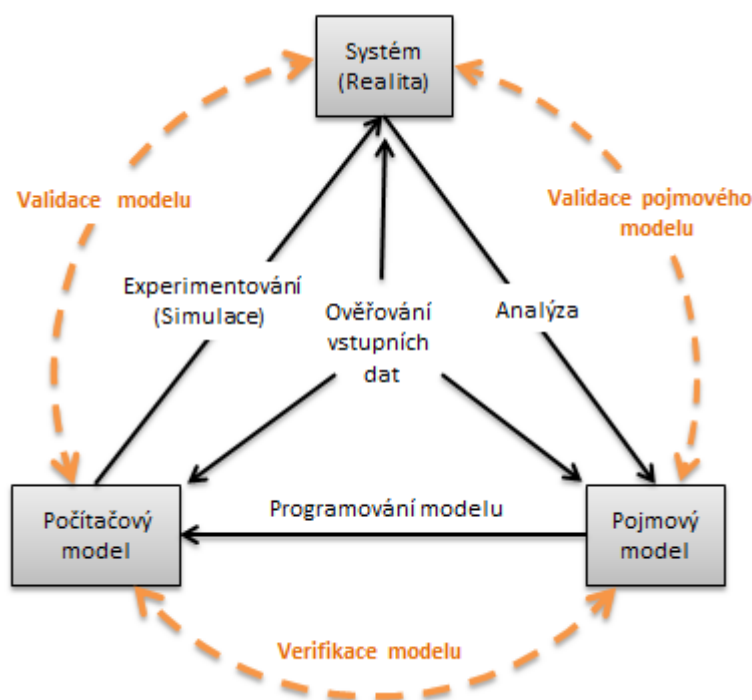 Systém
(Realita)
Validace modelu
Validace pojmového
modelu
Experimentování
(Simulace)
Ověřování
vstupních
dat
Analýza
Počítačový
model
Programování modelu
Pojmový
model
Verifikace modelu